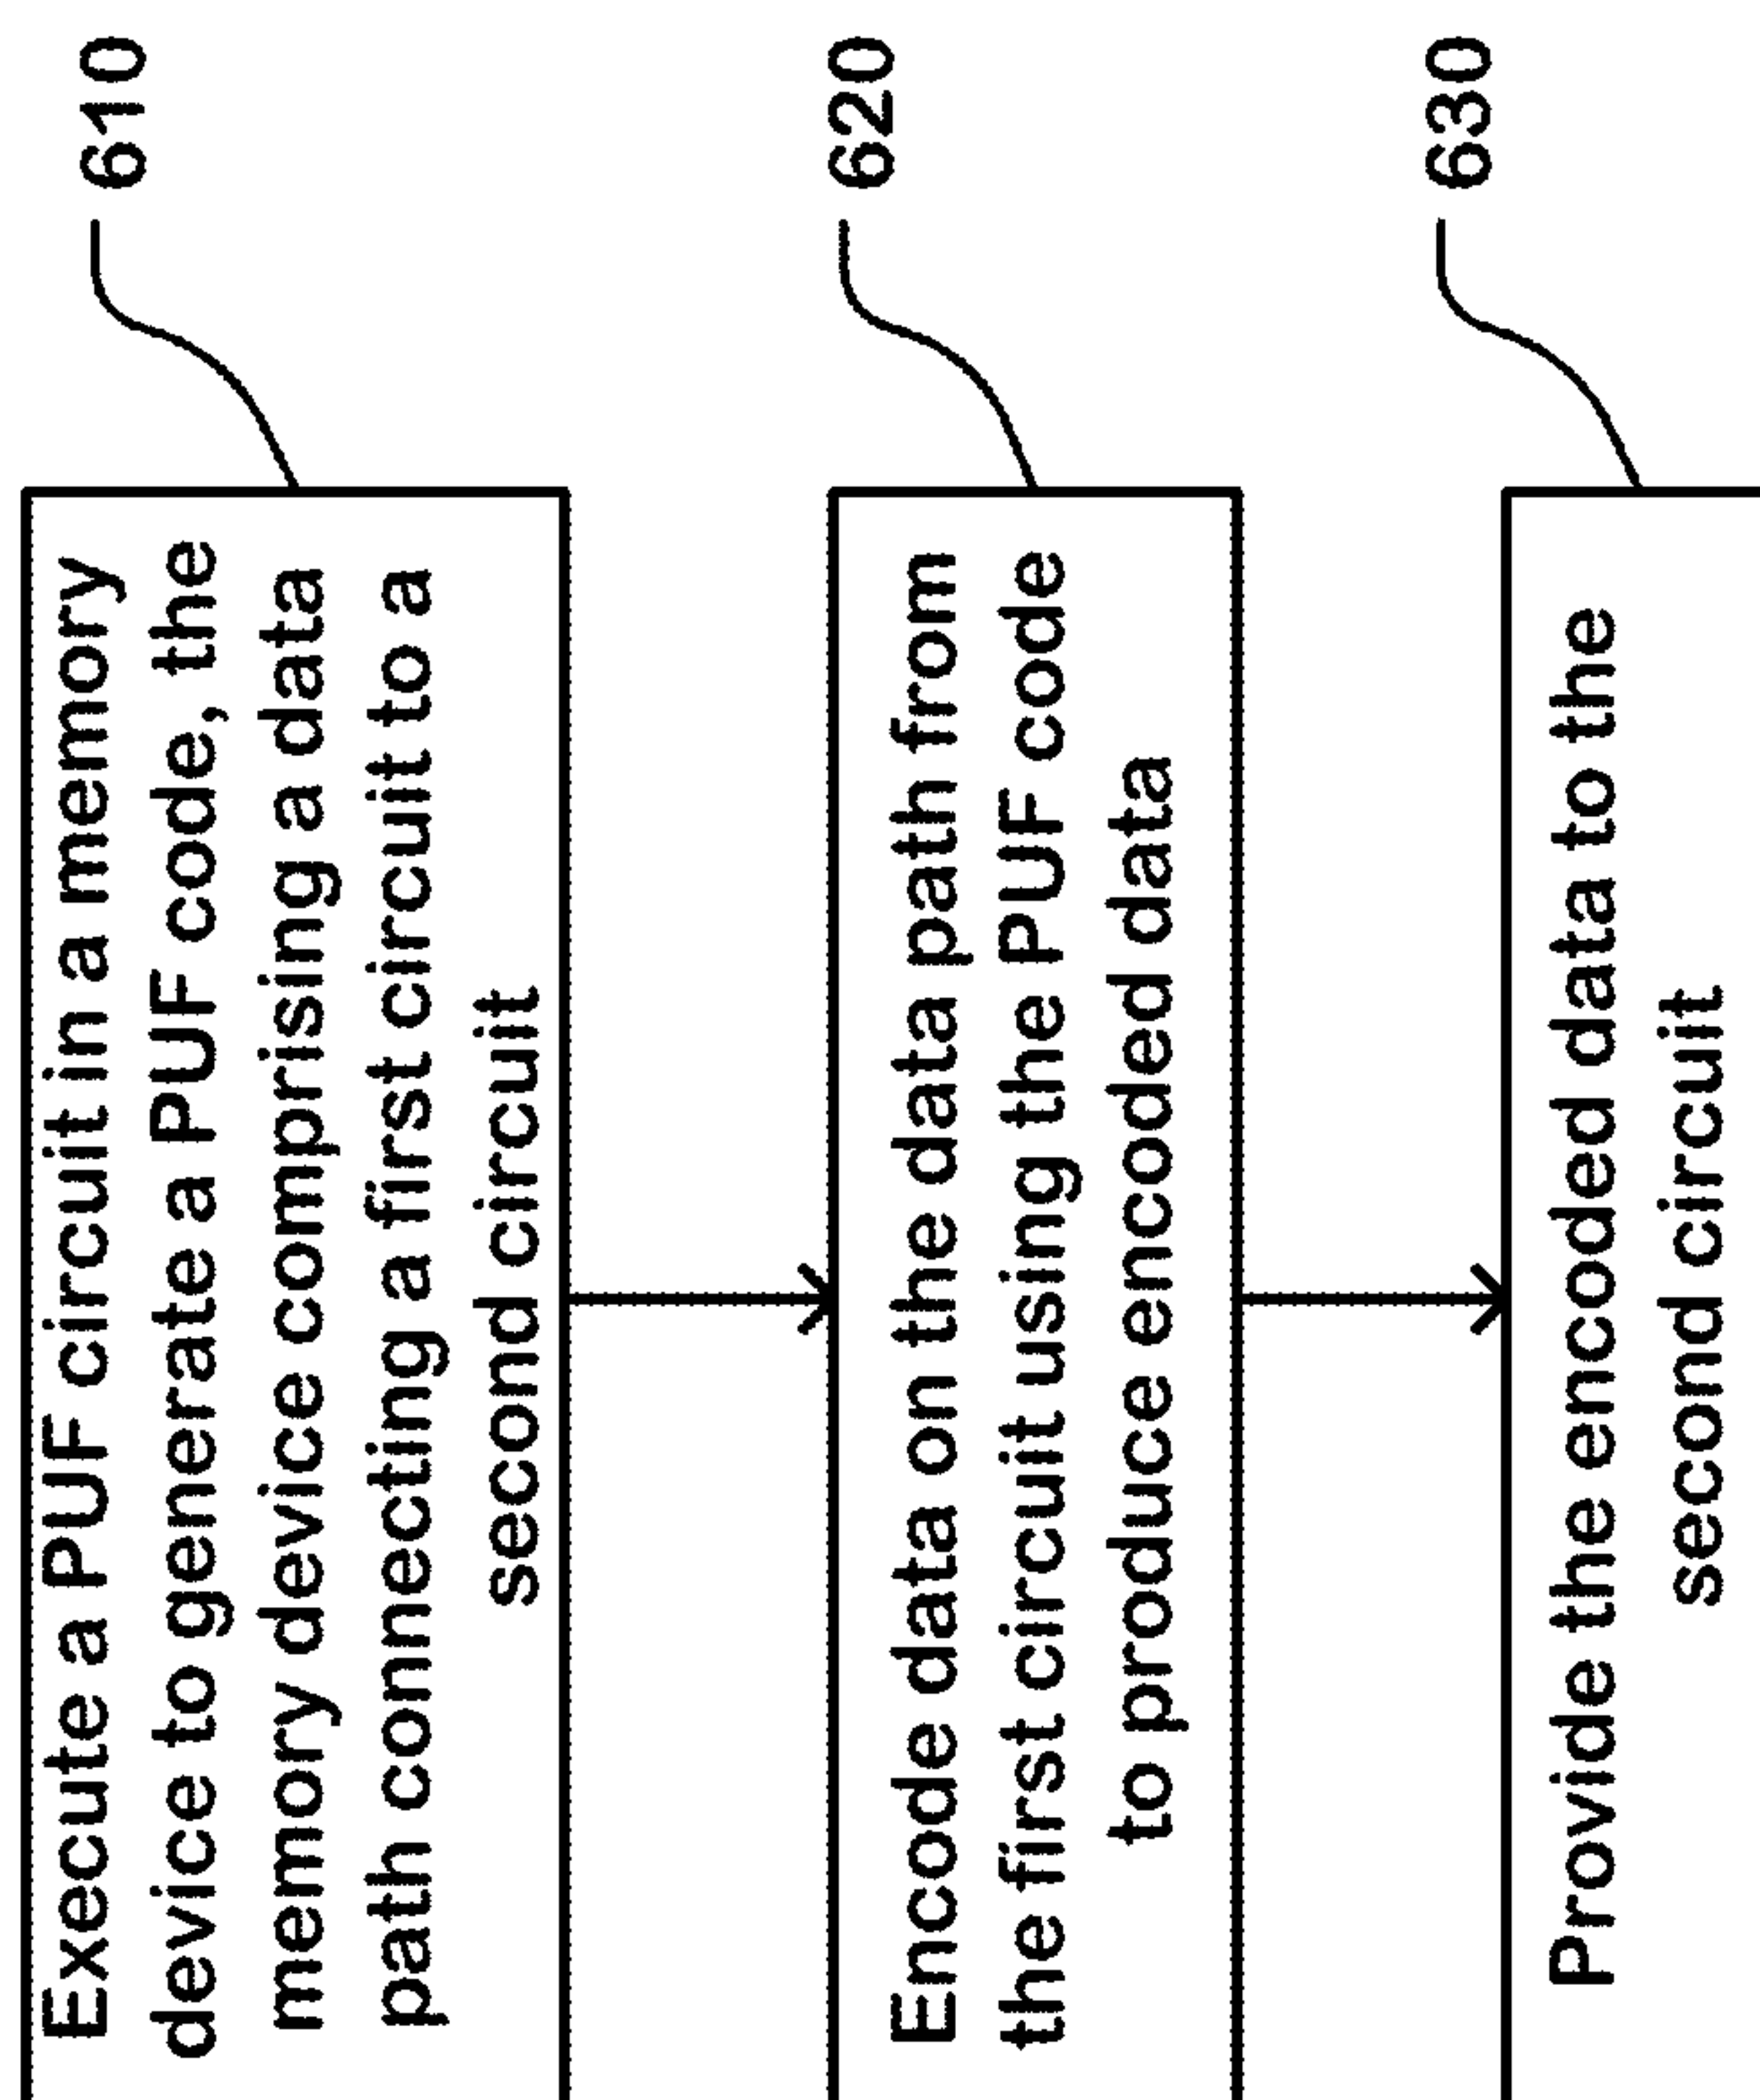 Execute a PUF circuit in a memory
device to generate a PUF code, the
memory device comprising a data
path connecting a first circuit to a
second circuit
610
Encode data on the data path from
the first circuit using the PUF code
to produce encoded data
620
Provide the encoded data to the
second circuit
630